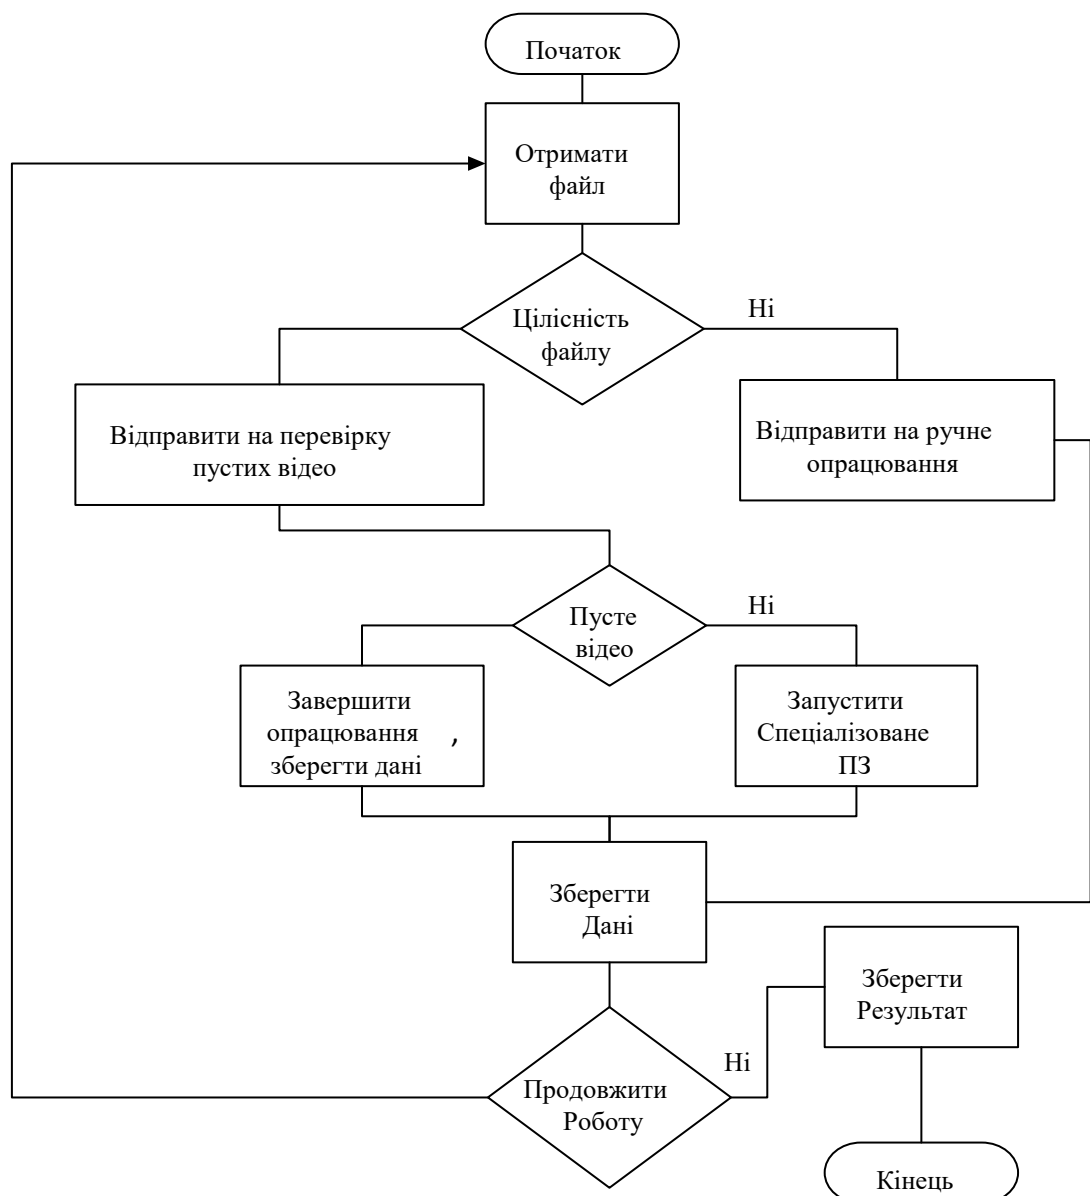 Початок
Отримати
файл
Ні
Цілісність
файлу
Відправити на перевірку
пустих відео
Відправити на ручне
опрацювання
Ні
Пусте
відео
Завершити
опрацювання ,
зберегти дані
Запустити
Спеціалізоване
ПЗ
Зберегти
Дані
Зберегти
Результат
Ні
Продовжити
Роботу
Кінець